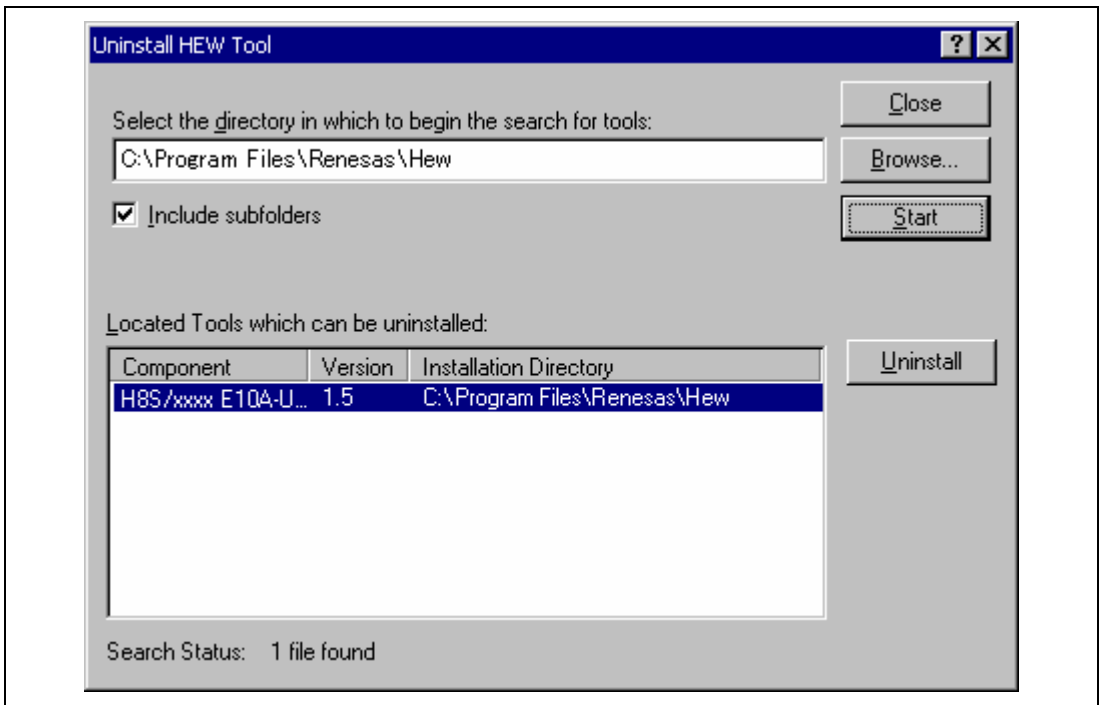 Uninstall HEW Tool
Close
Select the directory in which to begin the search for tools:
C:\Program Files\Renesas\Hew
Browse...
Include subfolders
Start
Located Tools which can be uninstalled:
Uninstall
Component Version Installation Directory
H8S/xxxx E10A-U... 1.5 C:\Program Files\Renesas\Hew
Search Status: 1 file found